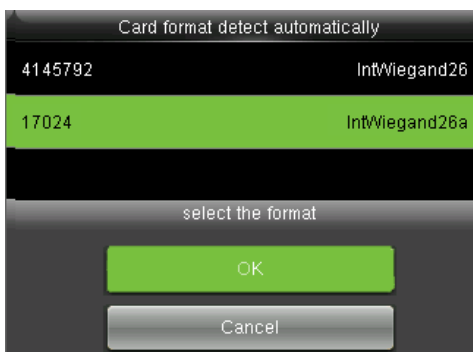 Card format detect automatically
4145792 IntWiegand26
17024 IntWiegand26a
select the format
OK
Cancel